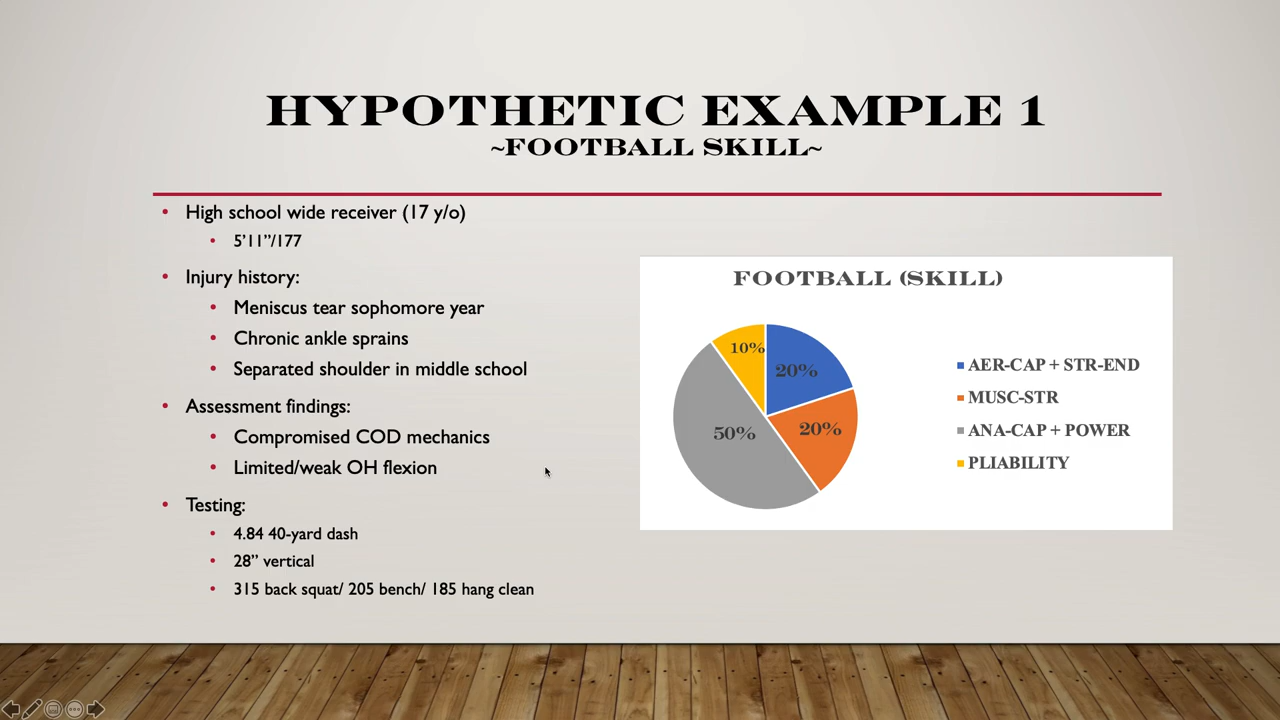 HYPOTHETIC EXAMPLE 1
~FOOTBALL SKILL~
• High school wide receiver (17 y/o)
• 5’11”/177
• Injury history:
• Meniscus tear sophomore year
• Chronic ankle sprains
• Separated shoulder in middle school
• Assessment findings:
• Compromised COD mechanics
• Limited/weak OH flexion
• Testing:
• 4.84 40-yard dash
• 28” vertical
• 315 back squat/ 205 bench/ 185 hang clean
FOOTBALL (SKILL)
10%
20%
20%
50%
AER-CAP + STR-END
MUSC-STR
ANA-CAP + POWER
PLIABILITY